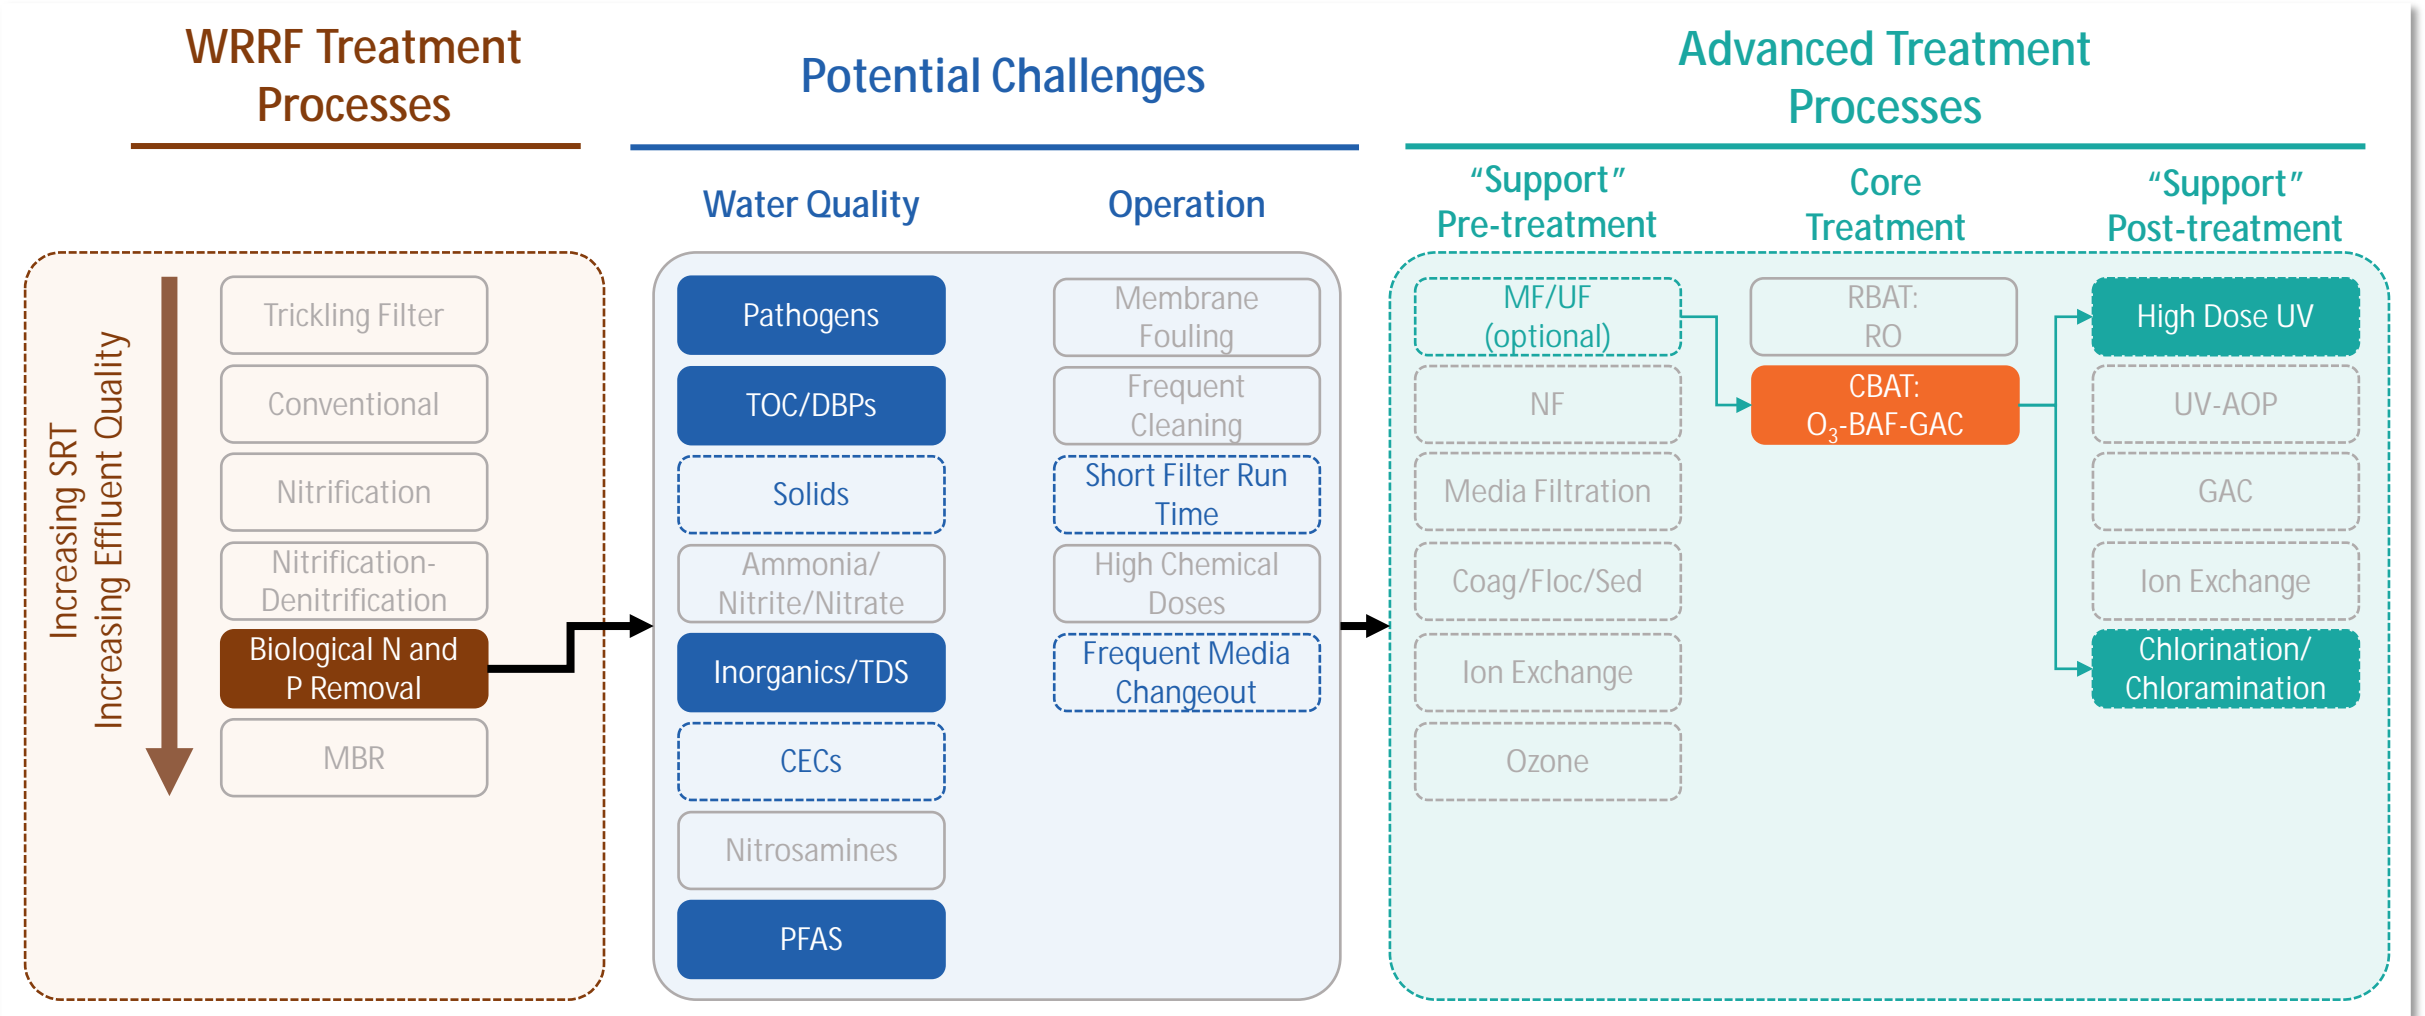 WRRF Treatment
Processes
Potential Challenges
Advanced Treatment
Processes
Water Quality
Operation
“Support”
Pre-treatment
Core
Treatment
“Support”
Post-treatment
Increasing SRT
Increasing Effluent Quality
Trickling Filter
Conventional
Nitrification
Nitrification-
Denitrification
Biological N and
P Removal
MBR
Pathogens
TOC/DBPs
Solids
Ammonia/
Nitrite/Nitrate
Inorganics/TDS
CECs
Nitrosamines
PFAS
Membrane
Fouling
Frequent
Cleaning
Short Filter Run
Time
High Chemical
Doses
Frequent Media
Changeout
MF/UF
(optional)
NF
Media Filtration
Coag/Floc/Sed
Ion Exchange
Ozone
RBAT:
RO
CBAT:
O₃-BAF-GAC
High Dose UV
UV-AOP
GAC
Ion Exchange
Chlorination/
Chloramination